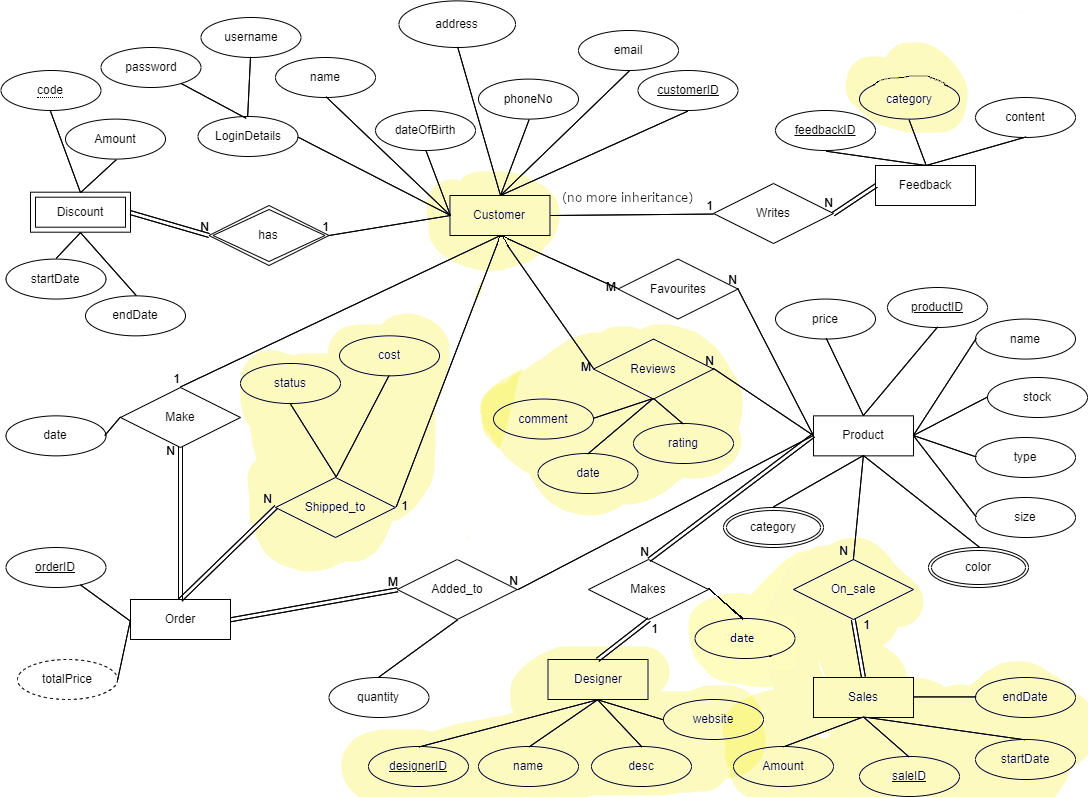 address
username
email
password
name
code
phoneNo
customerID
category
content
dateOfBirth
feedbackID
LoginDetails
Amount
Feedback
(no more inheritance)
Discount
N
has
1
Customer
1
Writes
N
startDate
endDate
M
Favourites
N
price
productID
name
cost
status
1
Make
N
date
M
Reviews
N
comment
rating
date
stock
Product
type
size
category
color
N
Shipped_to
1
orderID
Order
totalPrice
M
Added_to
N
quantity
N
Makes
1
date
N
On_sale
1
Designer
website
designerID
name
desc
Sales
endDate
startDate
Amount
saleID